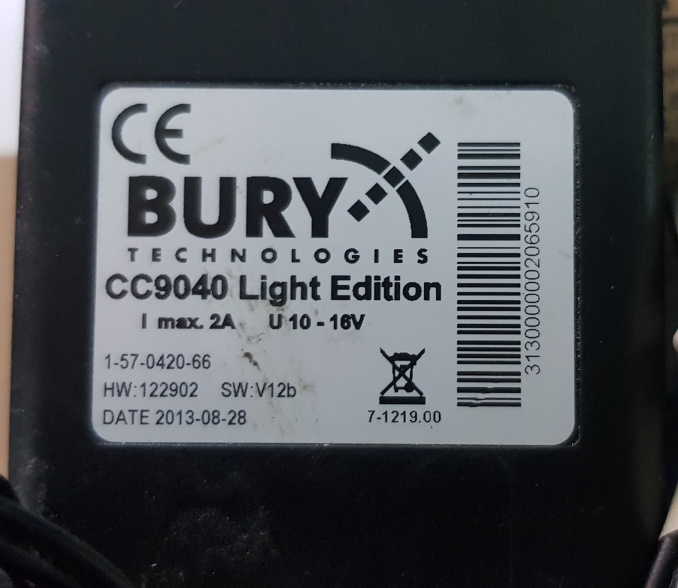 CE
BURY
TECHNOLOGIES
CC9040 Light Edition
I max. 2A U 10 - 16V
1-57-0420-66
HW:122902 SW:V12b
DATE 2013-08-28
7-1219.00
3130000002065910